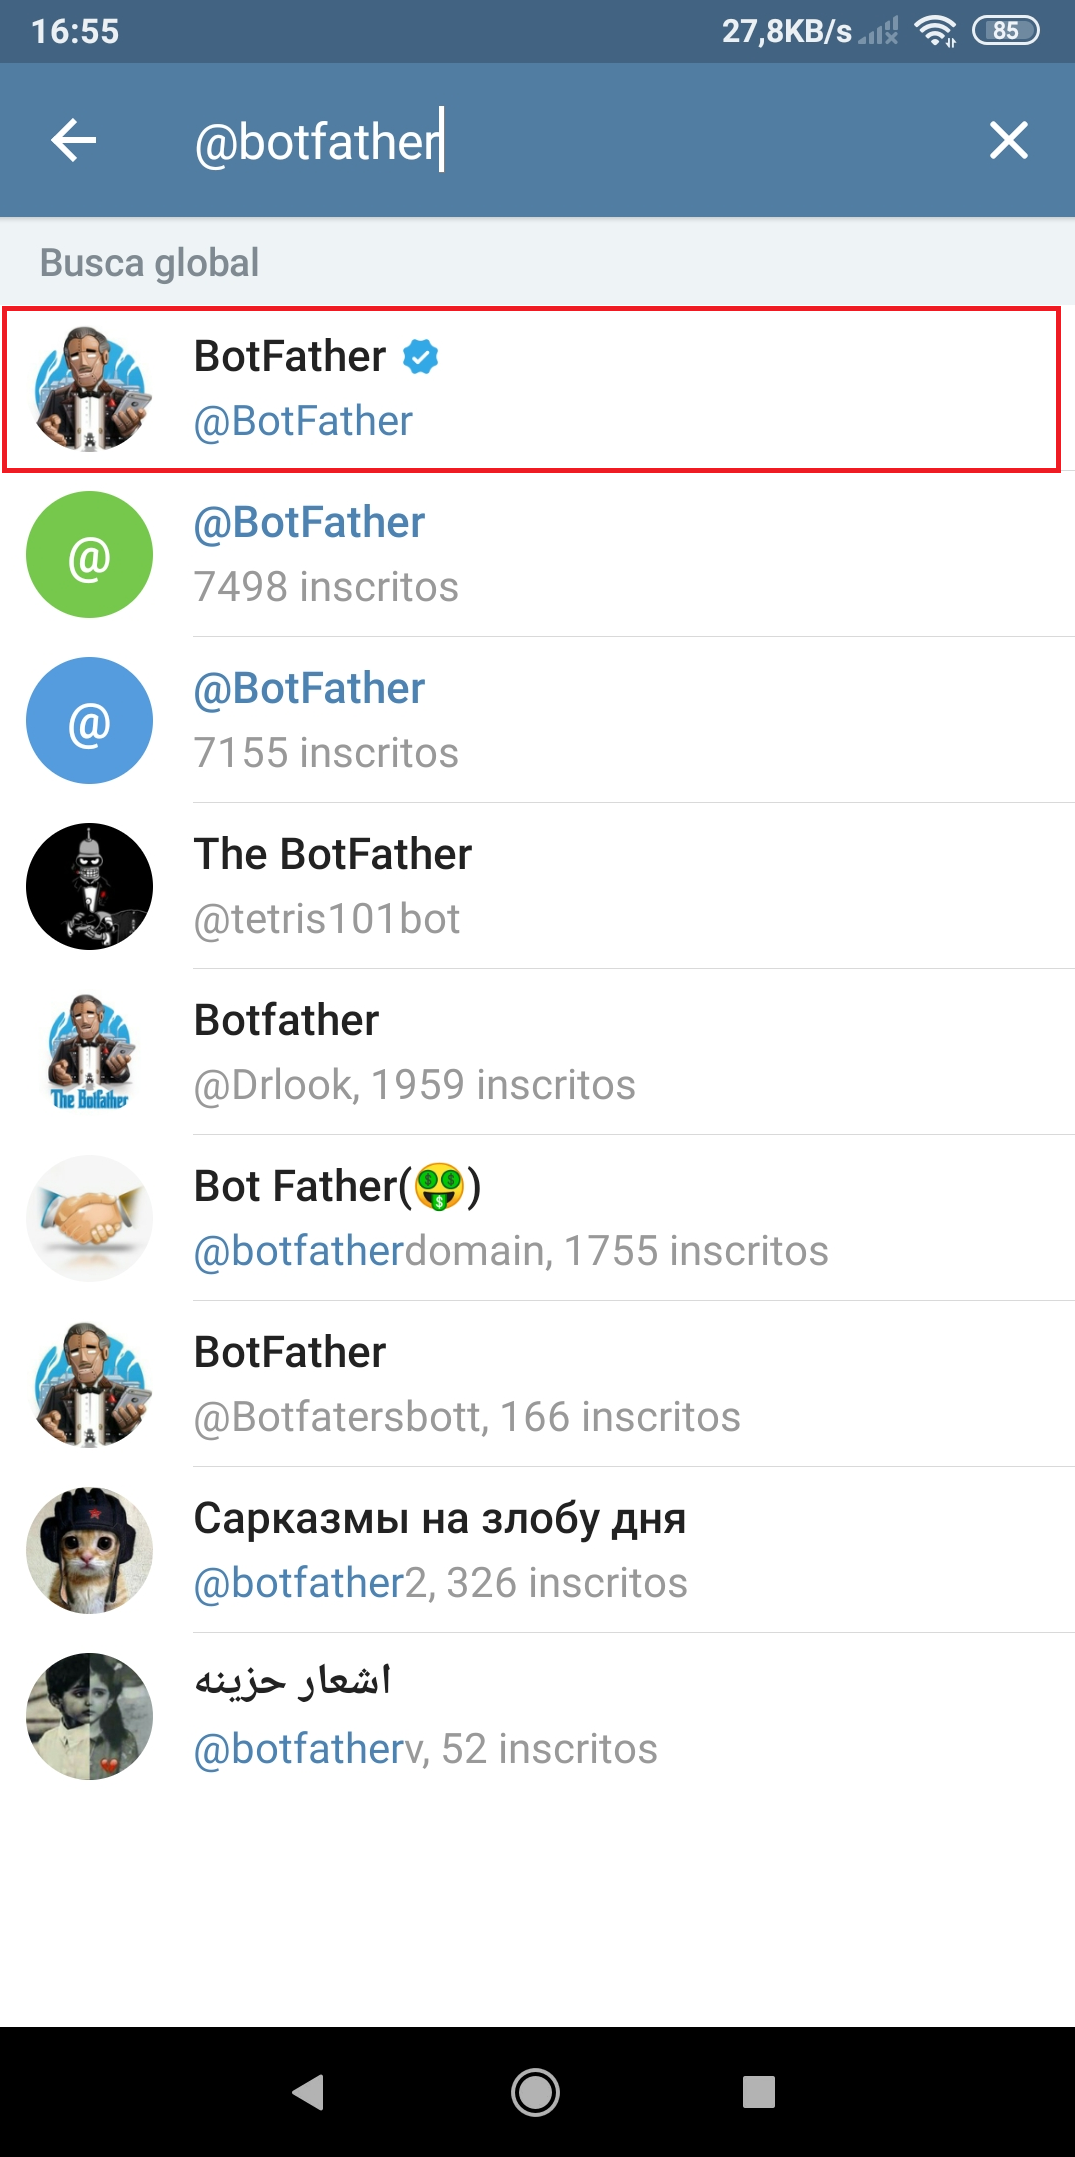 16:55 27,8KB/s 85
@botfather
Busca global
BotFather
@BotFather
@
@BotFather
7498 inscritos
@
@BotFather
7155 inscritos
The BotFather
@tetris101bot
Botfather
The Botfather
@Drlook, 1959 inscritos
Bot Father(🤑)
@botfatherdomain, 1755 inscritos
BotFather
@Botfatersbott, 166 inscritos
Сарказмы на злобу дня
@botfather2, 326 inscritos
اشعار حزینه
@botfatherv, 52 inscritos